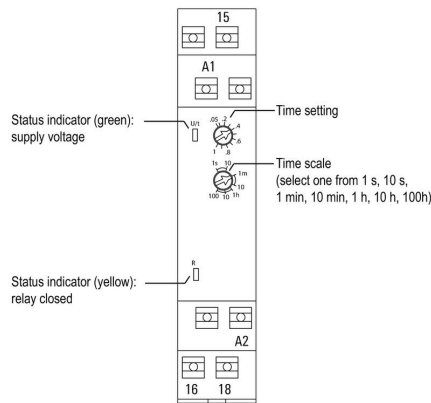 15
A1
Status indicator (green):
supply voltage
U/t
.05 .2 .4 .6 .8 1
Time setting
1s 10 1m 10 1h 10 100
Time scale
(select one from 1 s, 10 s,
1 min, 10 min, 1 h, 10 h, 100h)
Status indicator (yellow):
relay closed
R
A2
16 18